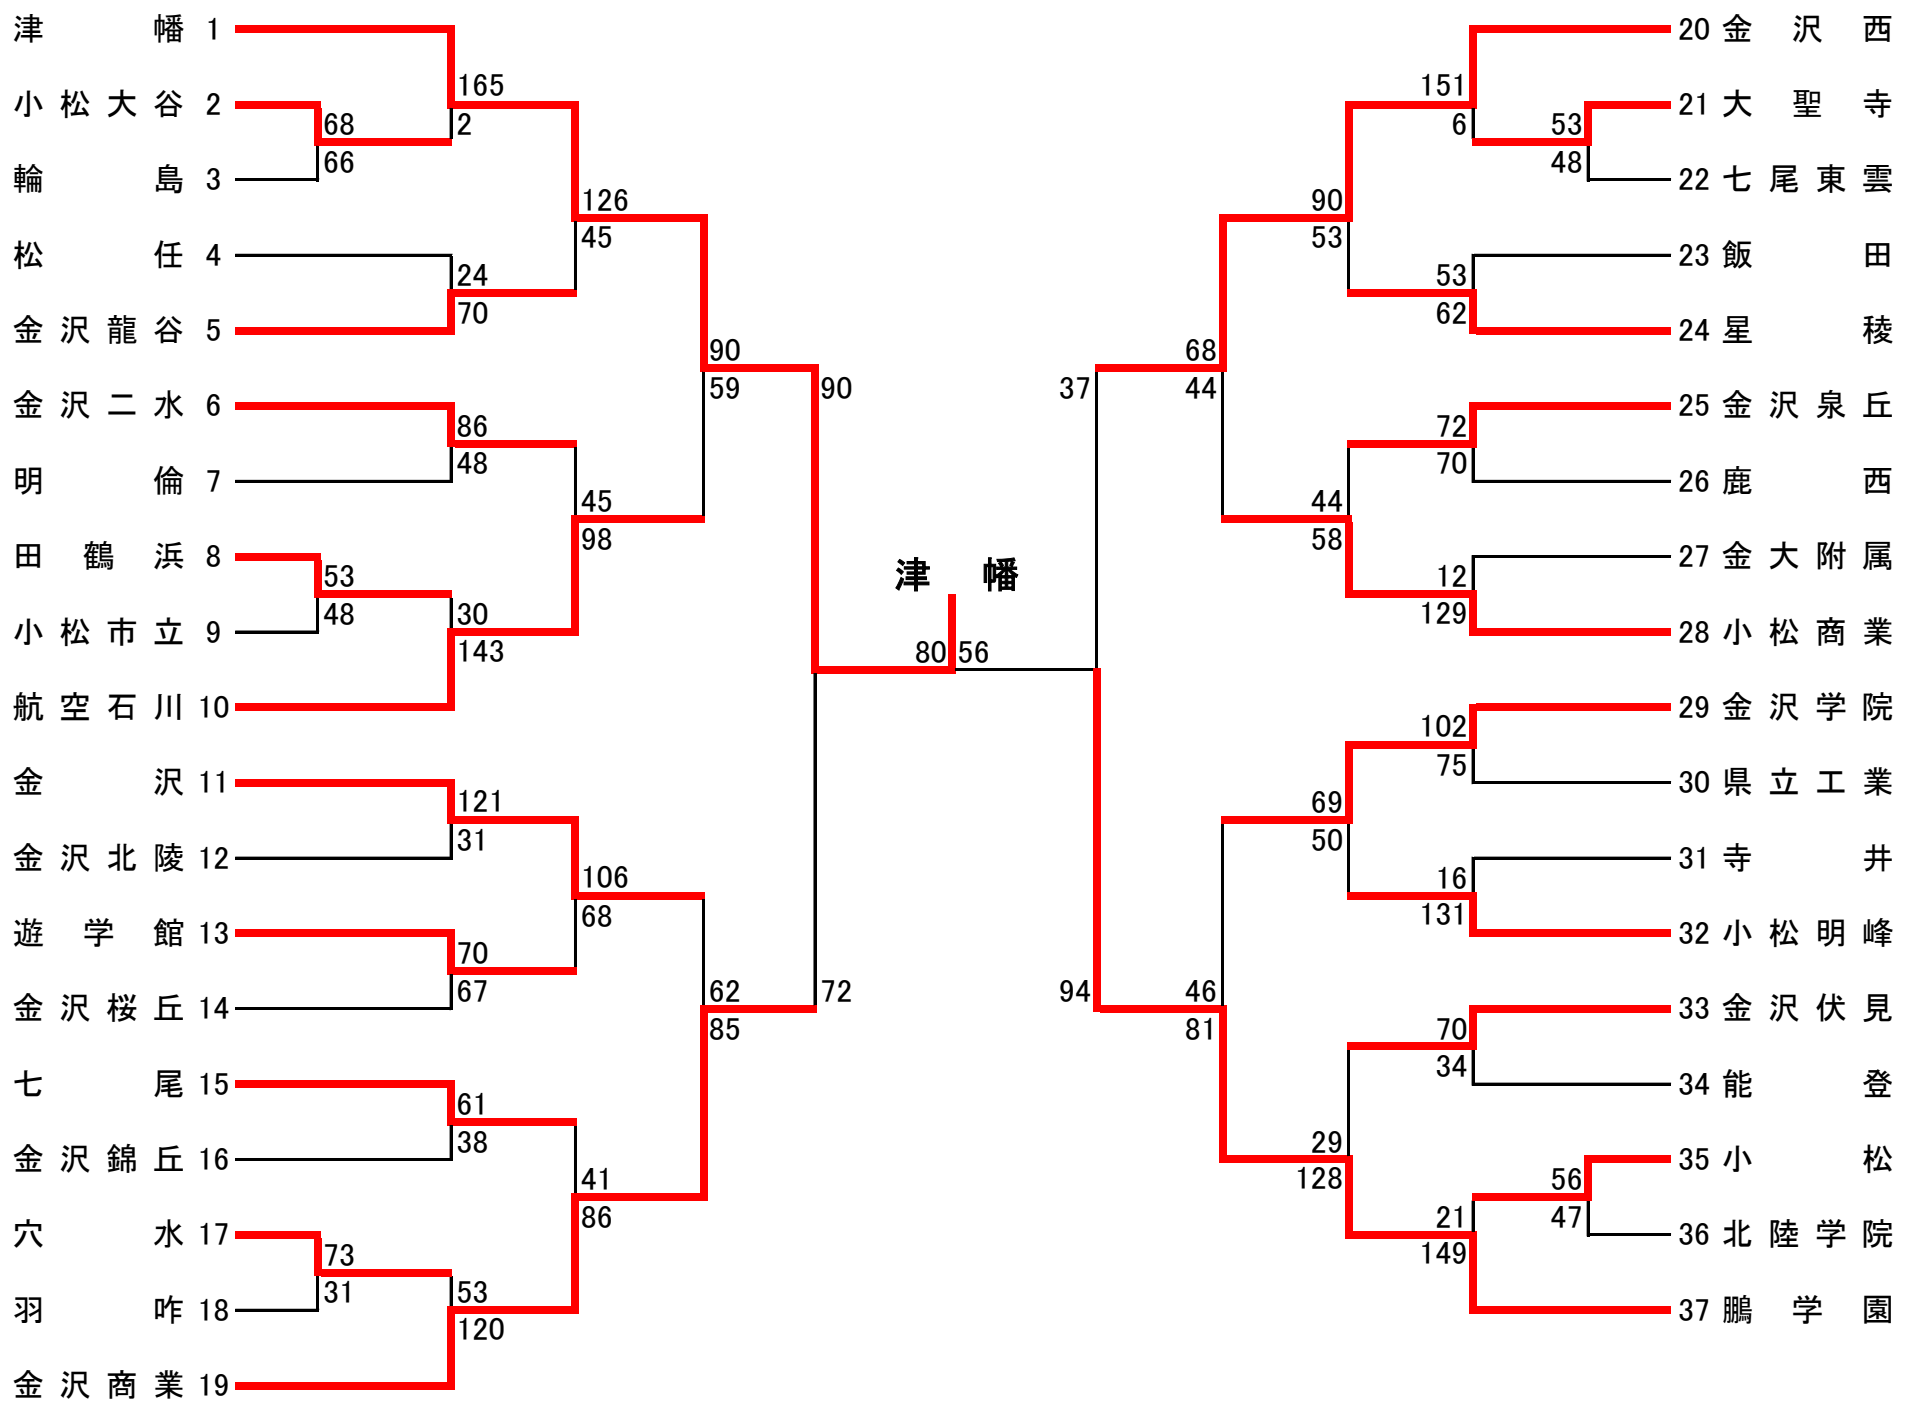 津幡 1
小松大谷 2
輪島 3
松任 4
金沢龍谷 5
金沢二水 6
明倫 7
田鶴浜 8
小松市立 9
航空石川 10
金沢 11
金沢北陵 12
遊学館 13
金沢桜丘 14
七尾 15
金沢錦丘 16
穴水 17
羽咋 18
金沢商業 19
68
66
53
48
73
31
165
2
24
70
86
48
30
143
121
31
70
67
61
38
53
120
126
45
45
98
106
68
41
86
90
59
62
85
90
72
津幡
80 56
37
94
68
44
46
81
90
53
44
58
69
50
29
128
151
6
53
62
72
70
12
129
102
75
16
131
70
34
21
149
53
48
56
47
20 金沢西
21 大聖寺
22 七尾東雲
23 飯田
24 星稜
25 金沢泉丘
26 鹿西
27 金大附属
28 小松商業
29 金沢学院
30 県立工業
31 寺井
32 小松明峰
33 金沢伏見
34 能登
35 小松
36 北陸学院
37 鵬学園